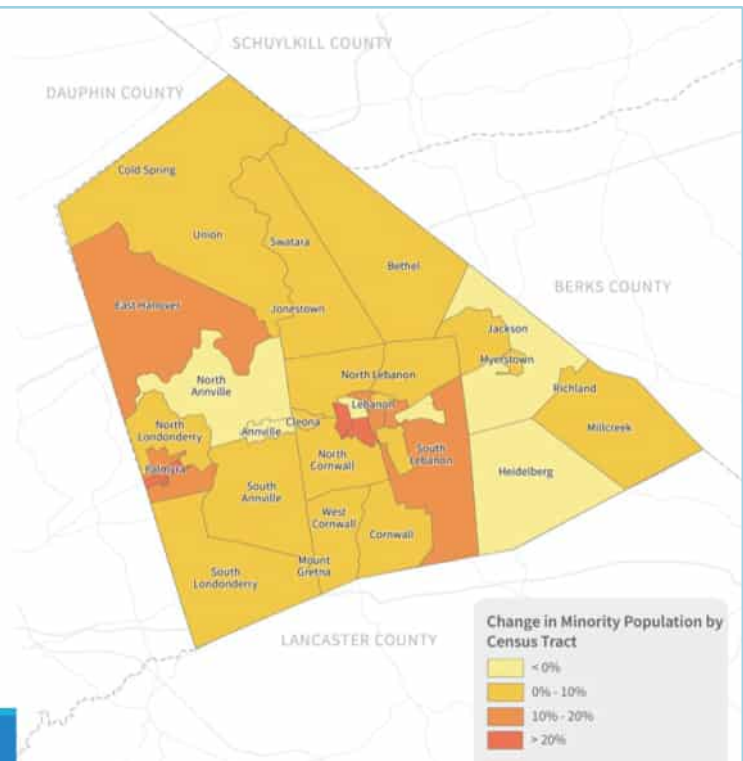 SCHUYLKILL COUNTY
DAUPHIN COUNTY
Cold Spring
Union
Swatara
Bethel
BERKS COUNTY
East Hanover
Jonestown
Jackson
Myerstown
North Lebanon
North
Annville
Richland
Lebanon
Cleona
Annville
North
Londonderry
Millcreek
South
Lebanon
North
Cornwall
Palmyra
Heidelberg
South
Annville
West
Cornwall
Cornwall
Mount
Gretna
South
Londonderry
LANCASTER COUNTY
Change in Minority Population by
Census Tract
< 0%
0% - 10%
10% - 20%
> 20%